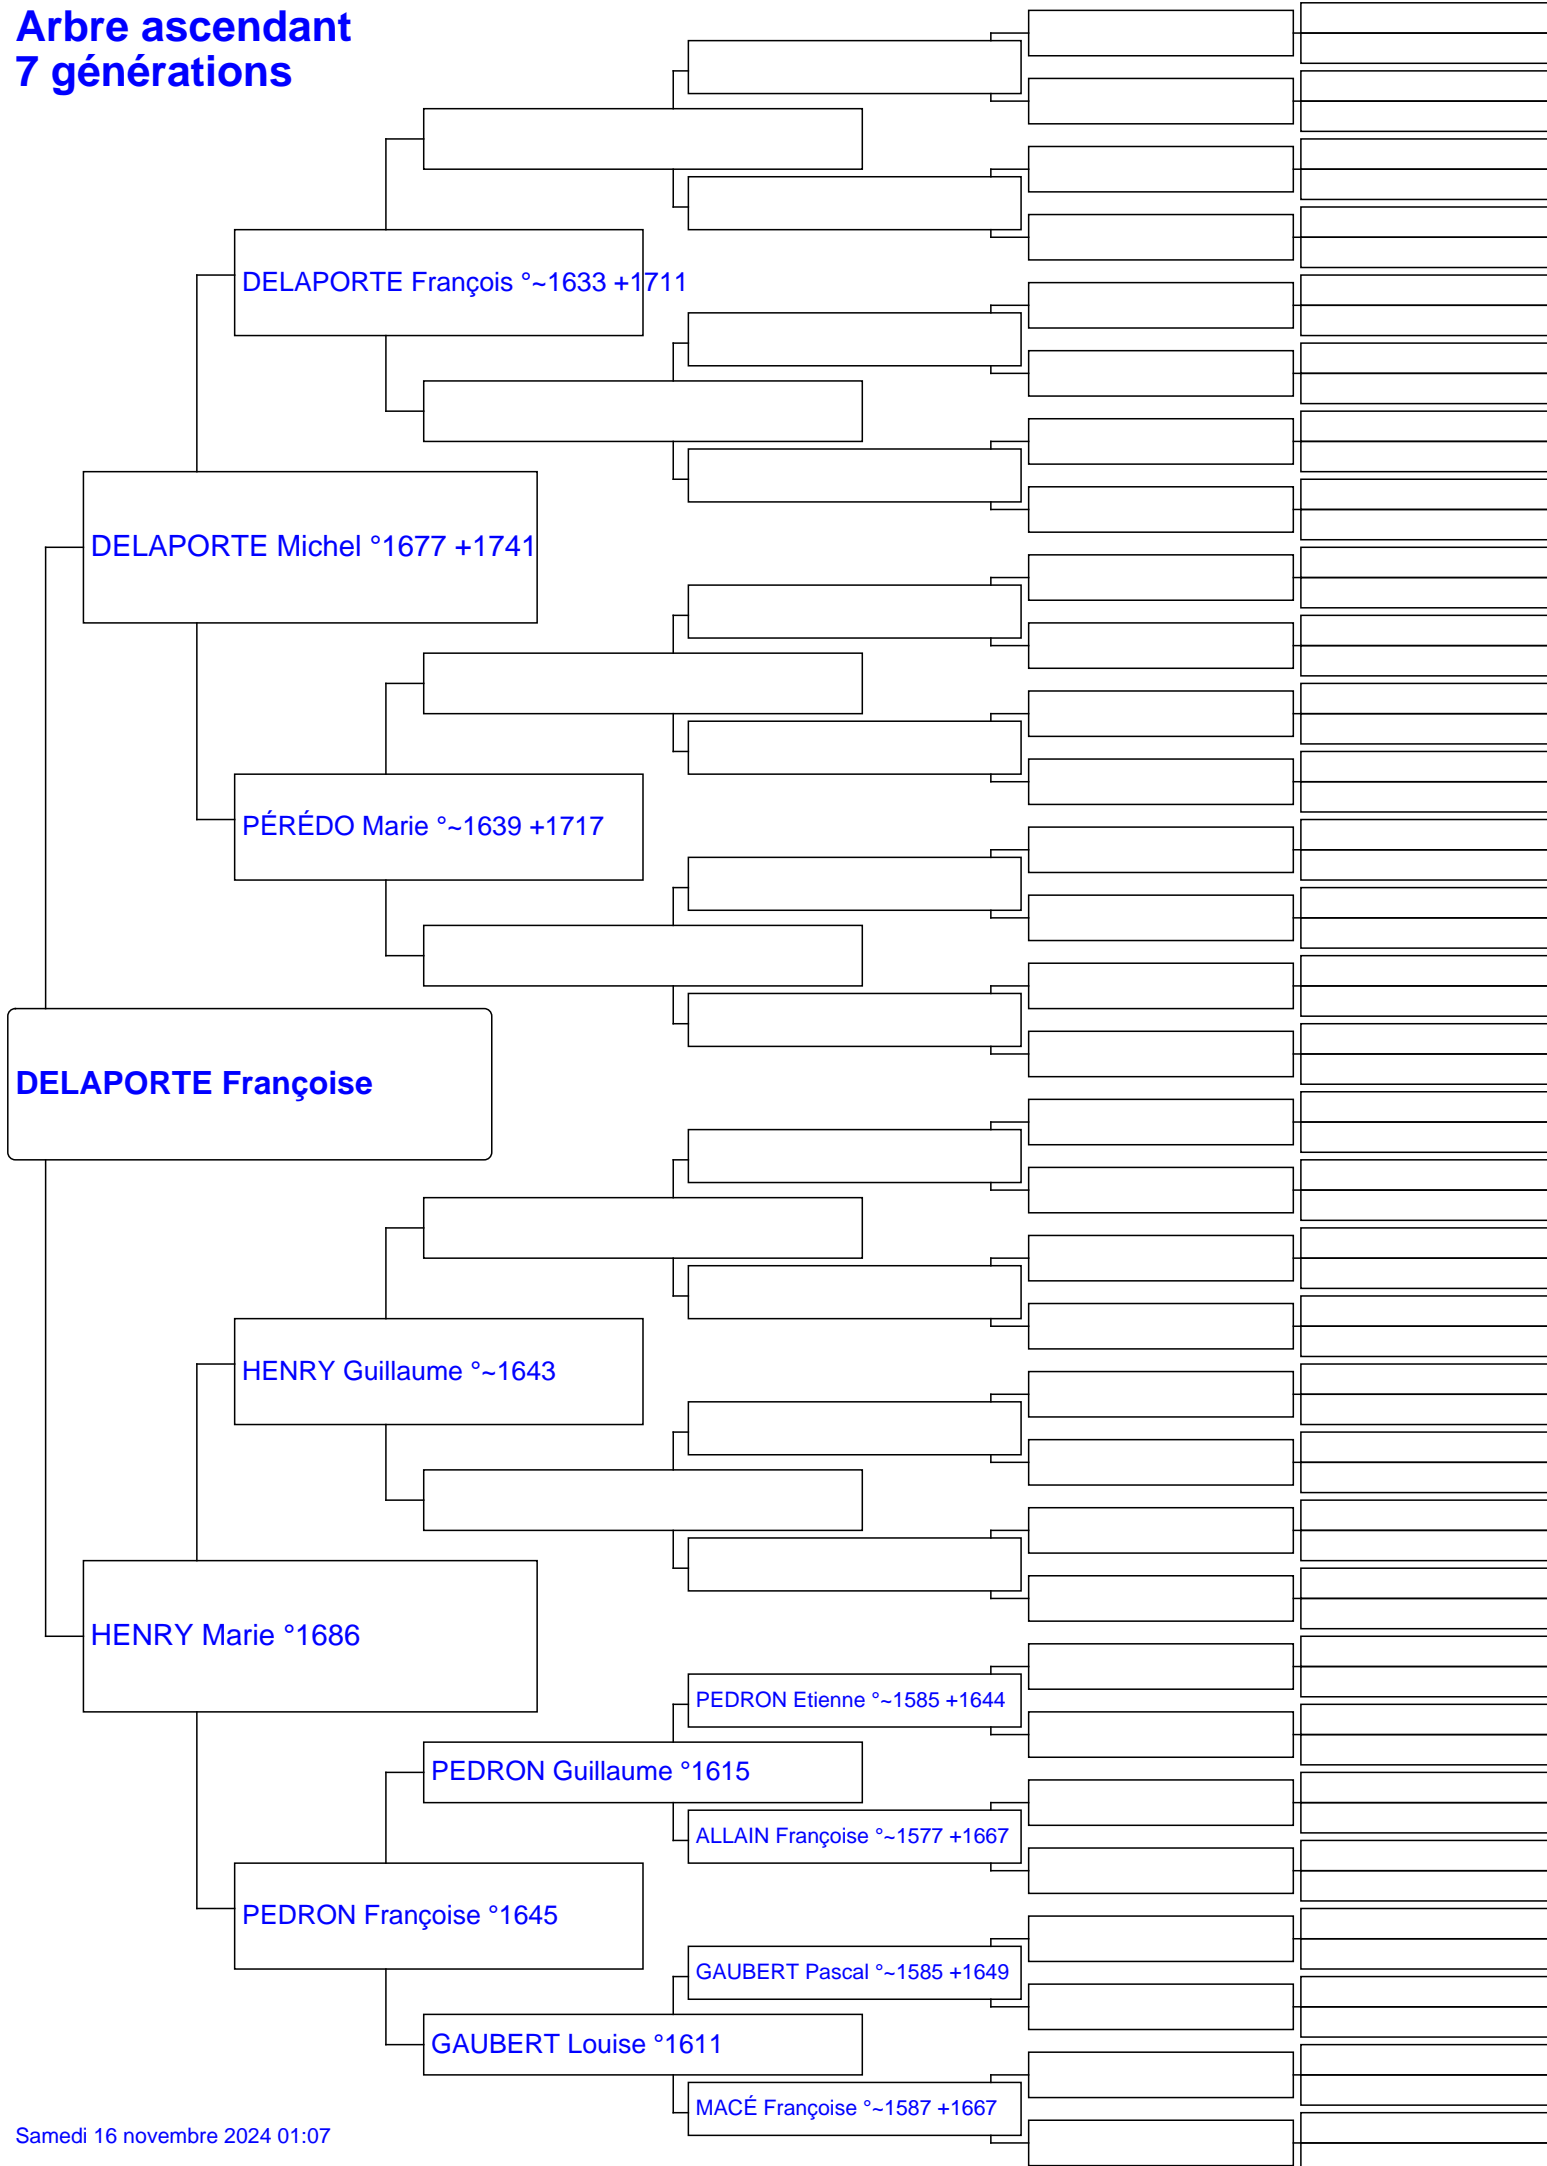 Arbre ascendant
7 générations
DELAPORTE François °~1633 +1711
DELAPORTE Michel °1677 +1741
PÉRÉDO Marie °~1639 +1717
DELAPORTE Françoise
HENRY Guillaume °~1643
HENRY Marie °1686
PEDRON Etienne °~1585 +1644
PEDRON Guillaume °1615
ALLAIN Françoise °~1577 +1667
PEDRON Françoise °1645
GAUBERT Pascal °~1585 +1649
GAUBERT Louise °1611
MACÉ Françoise °~1587 +1667
Samedi 16 novembre 2024 01:07